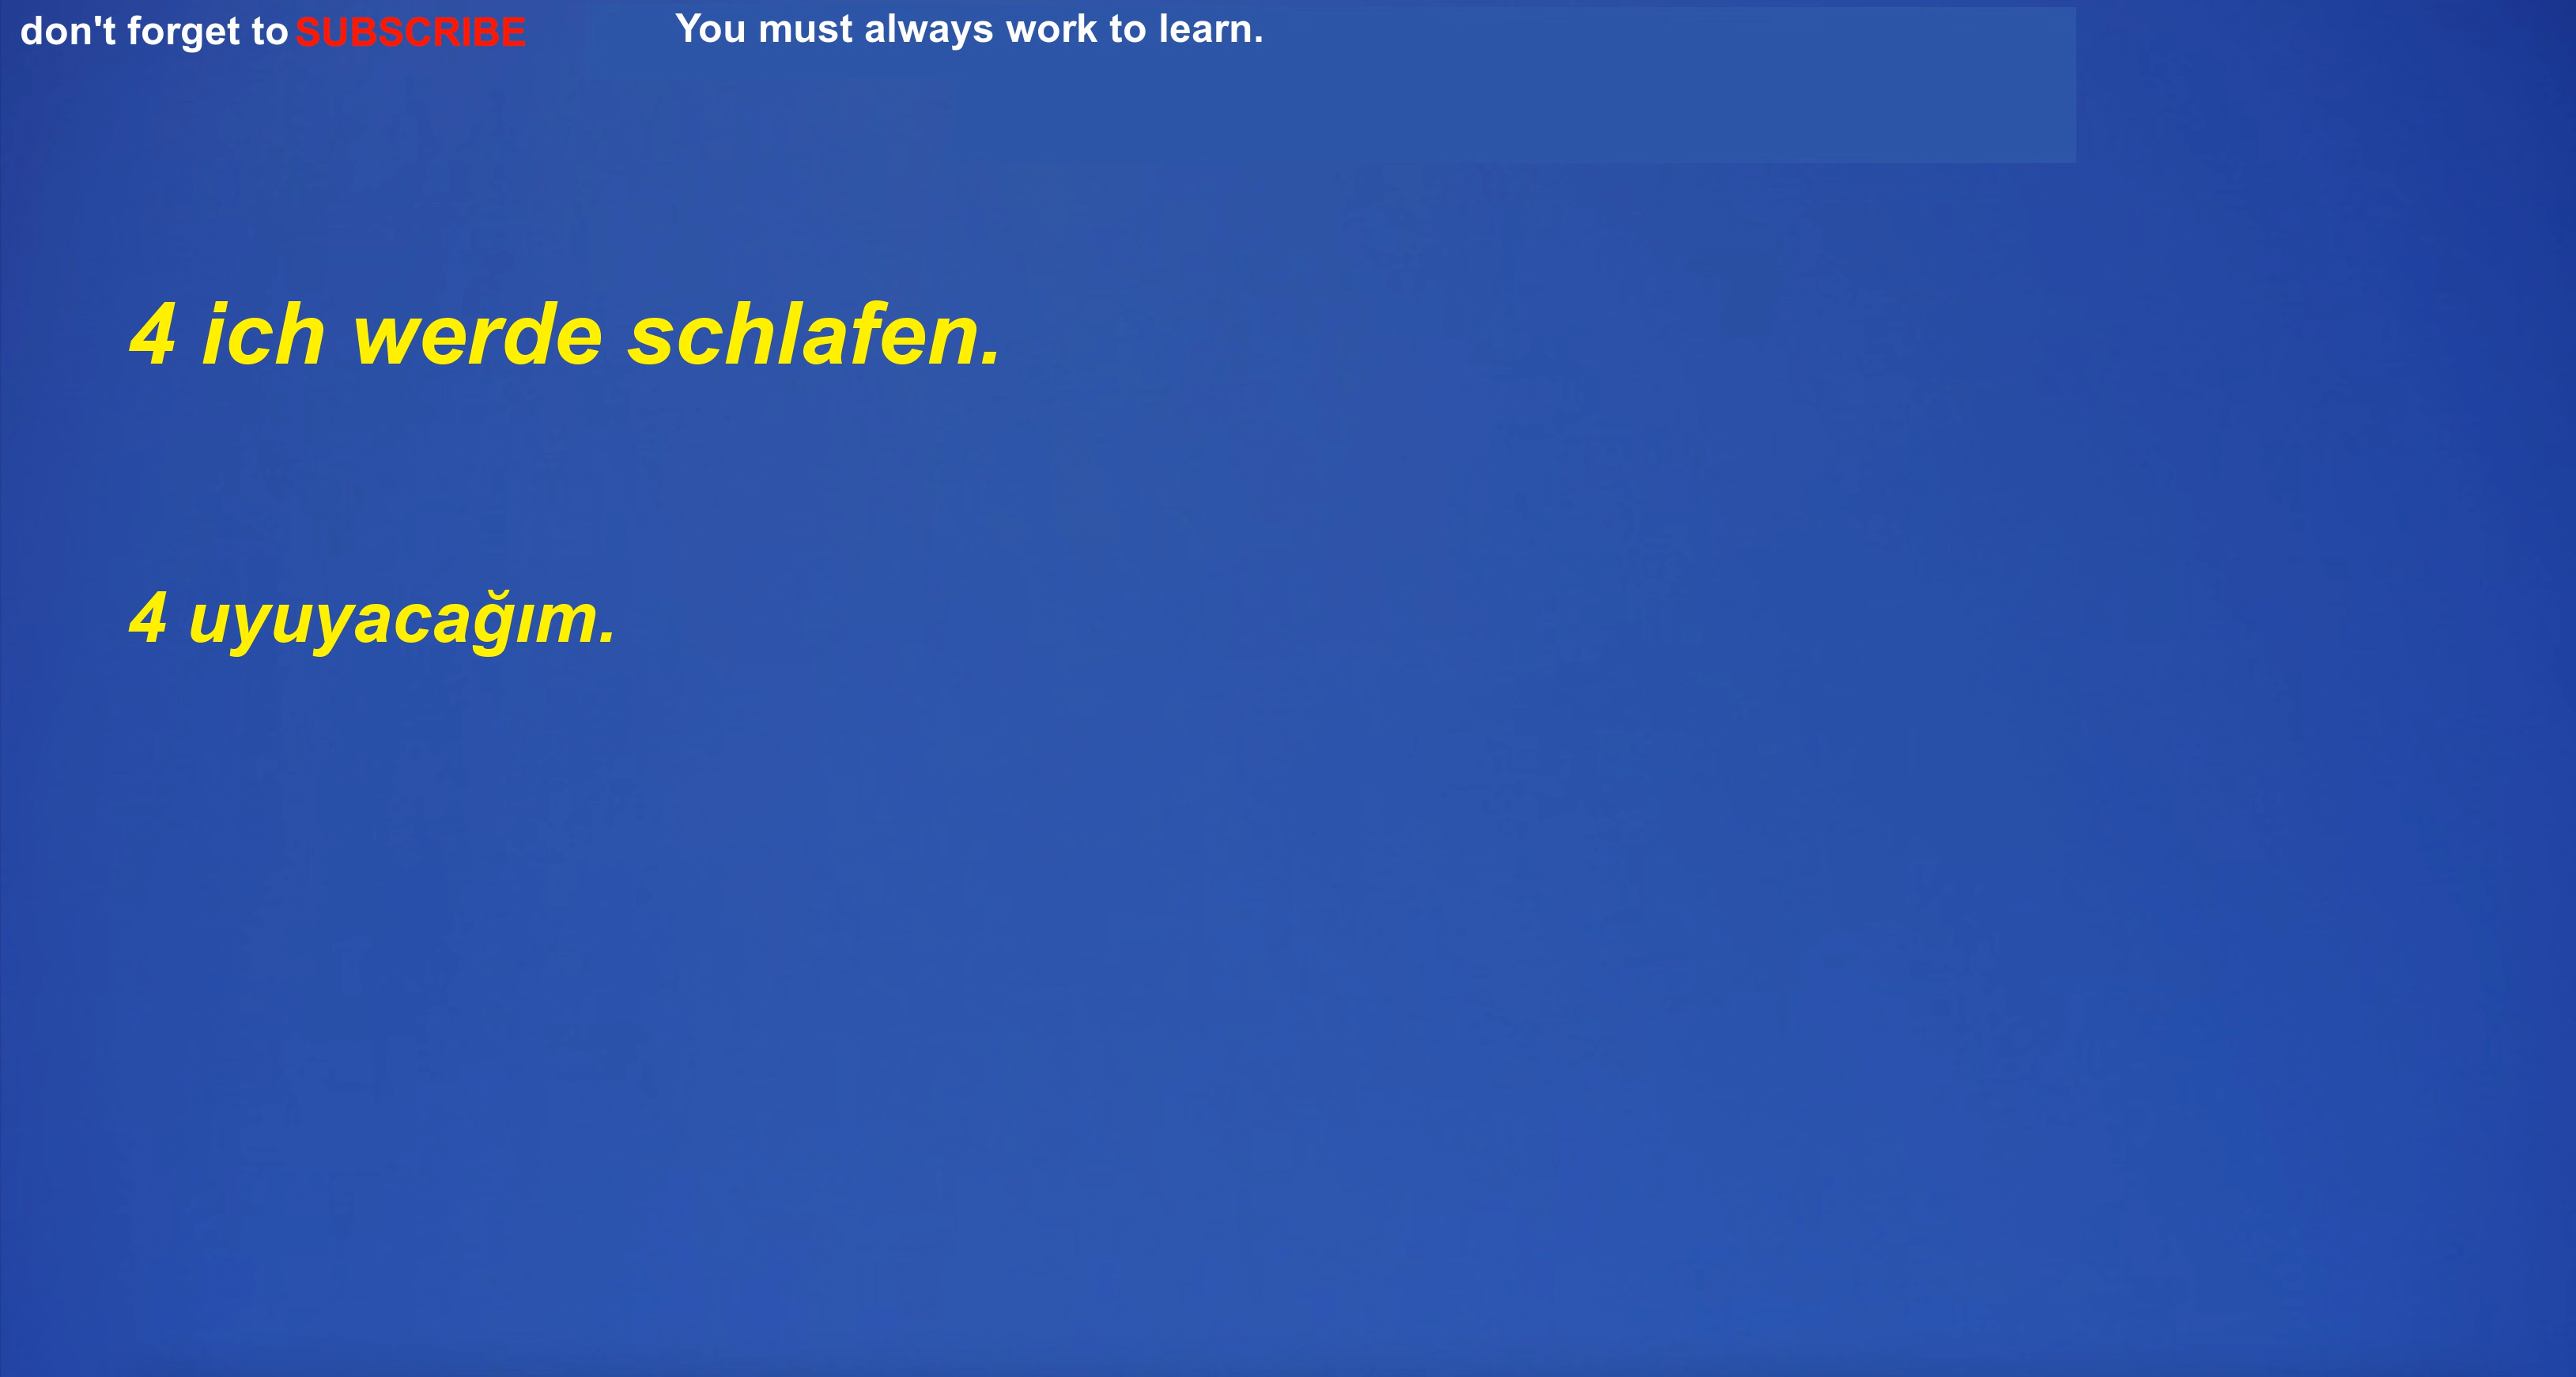 don't forget to SUBSCRIBE You must always work to learn.
4 ich werde schlafen.
4 uyuyacağım.